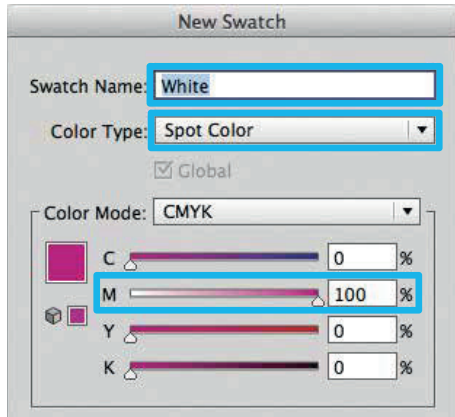 New Swatch
Swatch Name: White
Color Type: Spot Color
Global
Color Mode: CMYK
C 0 %
M 100 %
Y 0 %
K 0 %